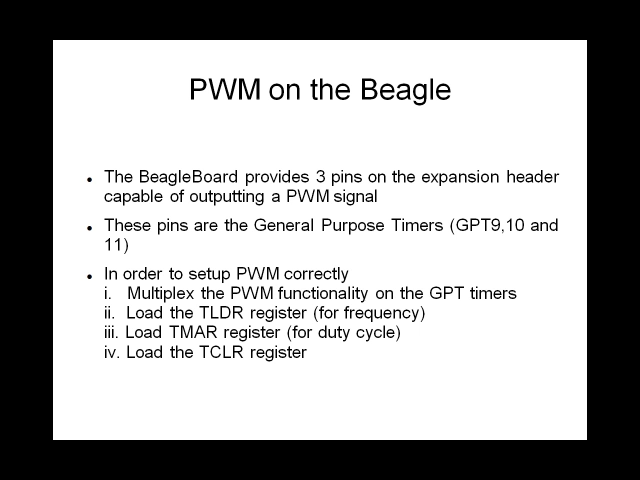 PWM on the Beagle
• The BeagleBoard provides 3 pins on the expansion header
capable of outputting a PWM signal
• These pins are the General Purpose Timers (GPT9,10 and
11)
• In order to setup PWM correctly
i. Multiplex the PWM functionality on the GPT timers
ii. Load the TLDR register (for frequency)
iii. Load TMAR register (for duty cycle)
iv. Load the TCLR register